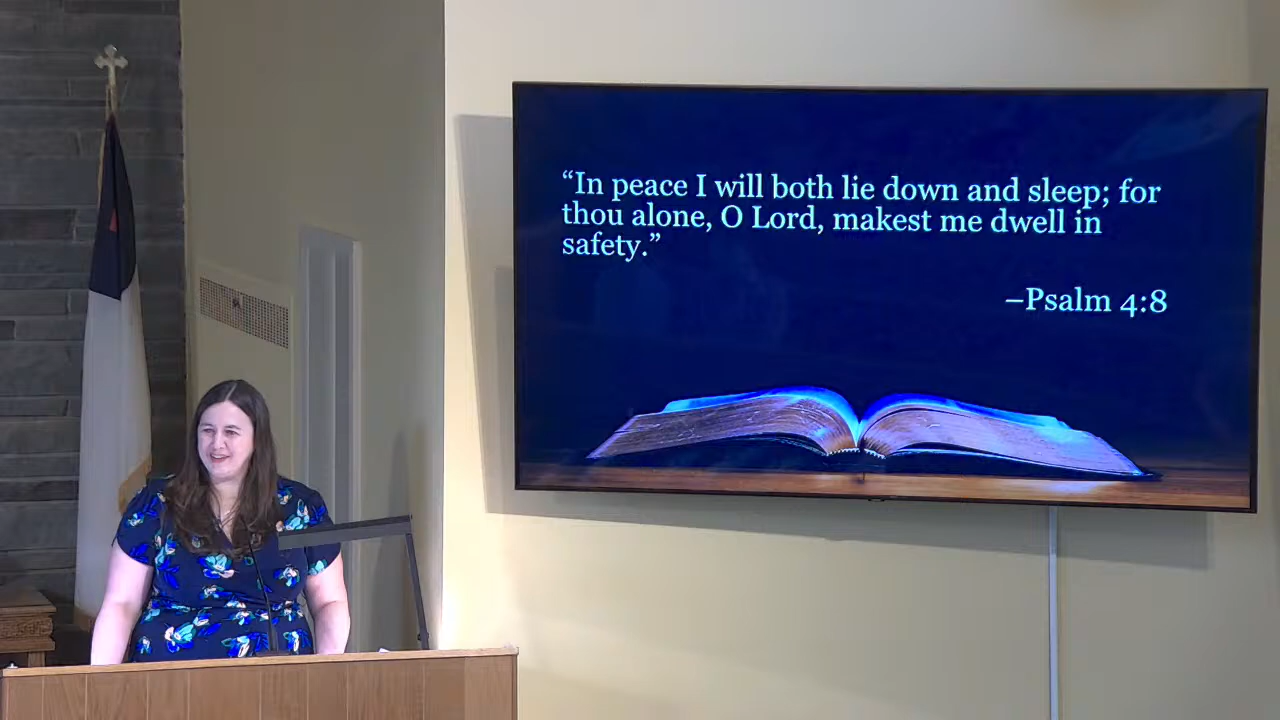 “In peace I will both lie down and sleep; for
thou alone, O Lord, makest me dwell in
safety.”
–Psalm 4:8